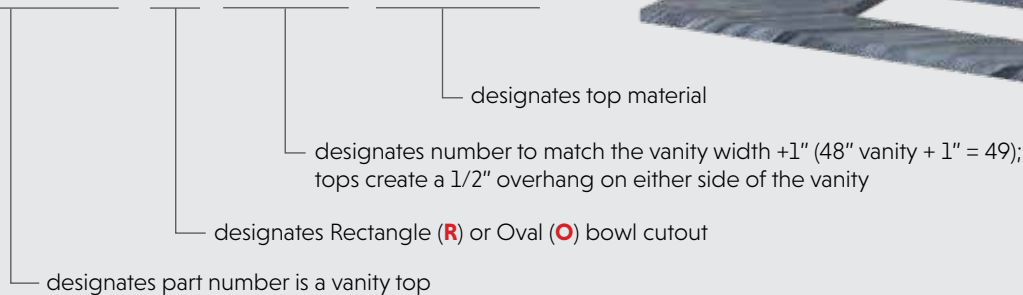 designates top material
designates number to match the vanity width +1" (48" vanity + 1" = 49);
tops create a 1/2" overhang on either side of the vanity
designates Rectangle (R) or Oval (O) bowl cutout
designates part number is a vanity top